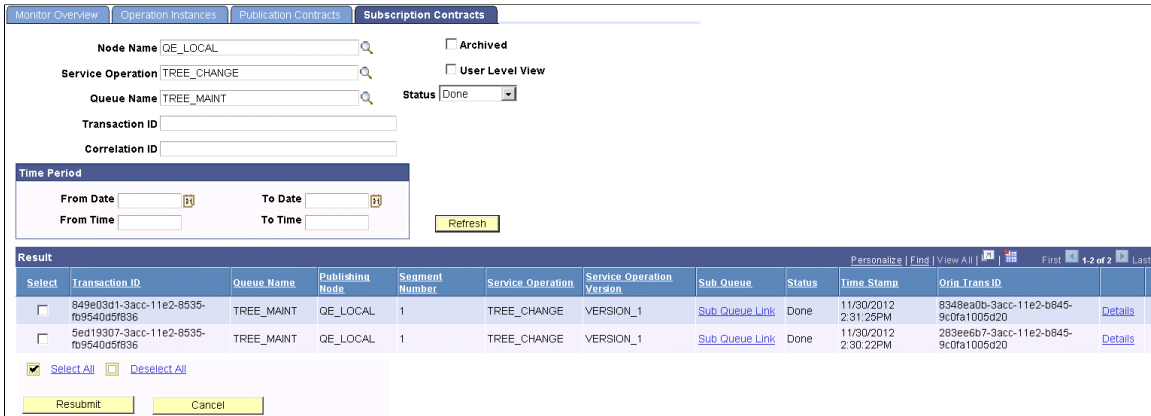 Monitor Overview Operation Instances Publication Contracts Subscription Contracts
Node Name QE_LOCAL Archived
Service Operation TREE_CHANGE User Level View
Queue Name TREE_MAINT Status Done
Transaction ID
Correlation ID
Time Period
From Date To Date
From Time To Time
Refresh
Result Personalize | Find | View All | | First 1-2 of 2 Last
Select Transaction ID Queue Name Publishing Node Segment Number Service Operation Service Operation Version Sub Queue Status Time Stamp Orig Trans ID
849e03d1-3acc-11e2-8535-fb9540d5f836 TREE_MAINT QE_LOCAL 1 TREE_CHANGE VERSION_1 Sub Queue Link Done 11/30/2012 2:31:25PM 8348ea0b-3acc-11e2-b845-9c0fa1005d20 Details
5ed19307-3acc-11e2-8535-fb9540d5f836 TREE_MAINT QE_LOCAL 1 TREE_CHANGE VERSION_1 Sub Queue Link Done 11/30/2012 2:30:22PM 283ee6b7-3acc-11e2-b845-9c0fa1005d20 Details
Select All Deselect All
Resubmit Cancel